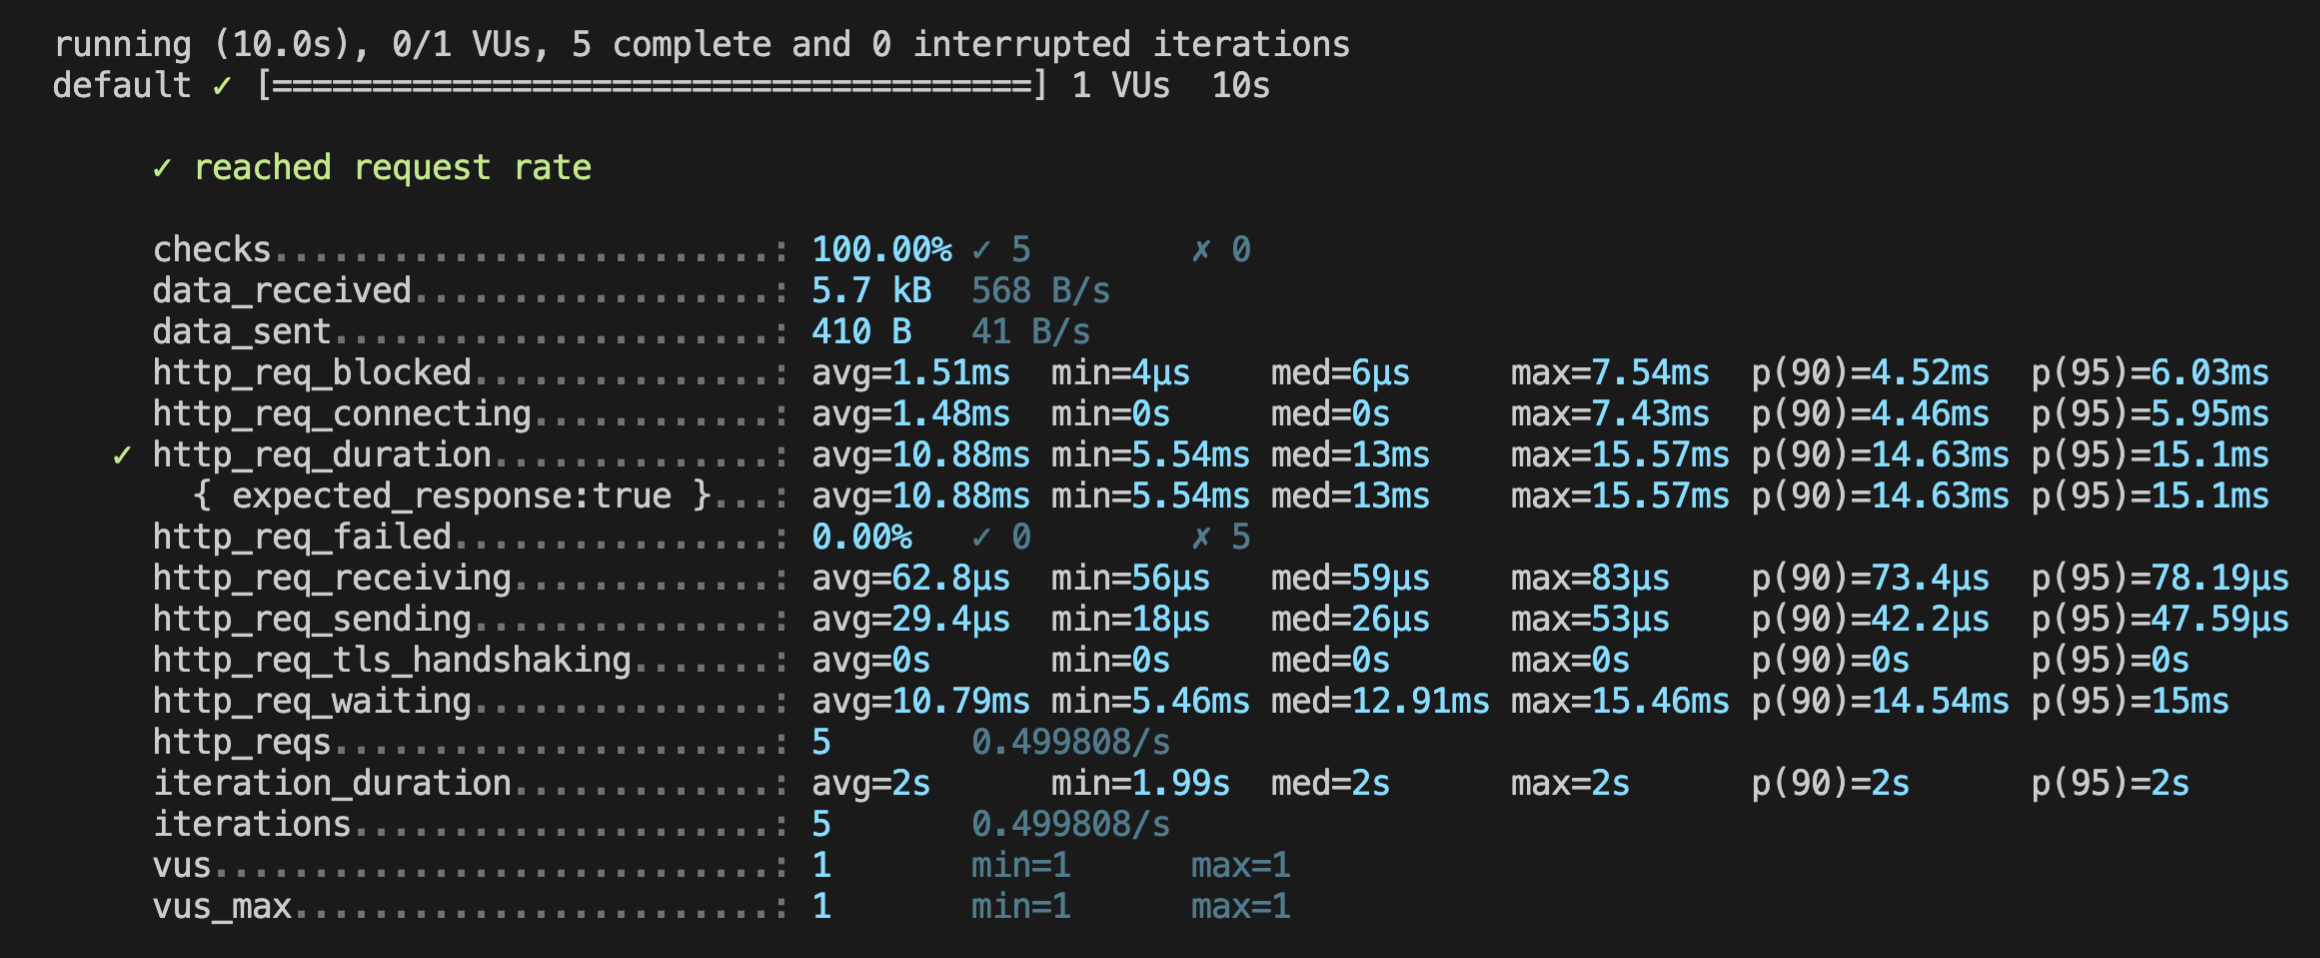 running (10.0s), 0/1 VUs, 5 complete and 0 interrupted iterations
default ✓ [======================================] 1 VUs  10s
✓ reached request rate
checks.........................: 100.00% ✓ 5        ✗ 0
data_received..................: 5.7 kB  568 B/s
data_sent......................: 410 B   41 B/s
http_req_blocked...............: avg=1.51ms  min=4µs    med=6µs     max=7.54ms  p(90)=4.52ms  p(95)=6.03ms
http_req_connecting............: avg=1.48ms  min=0s     med=0s      max=7.43ms  p(90)=4.46ms  p(95)=5.95ms
✓ http_req_duration..............: avg=10.88ms min=5.54ms med=13ms    max=15.57ms p(90)=14.63ms p(95)=15.1ms
{ expected_response:true }...: avg=10.88ms min=5.54ms med=13ms    max=15.57ms p(90)=14.63ms p(95)=15.1ms
http_req_failed................: 0.00%   ✓ 0        ✗ 5
http_req_receiving.............: avg=62.8µs  min=56µs   med=59µs    max=83µs    p(90)=73.4µs  p(95)=78.19µs
http_req_sending...............: avg=29.4µs  min=18µs   med=26µs    max=53µs    p(90)=42.2µs  p(95)=47.59µs
http_req_tls_handshaking.......: avg=0s      min=0s     med=0s      max=0s      p(90)=0s      p(95)=0s
http_req_waiting...............: avg=10.79ms min=5.46ms med=12.91ms max=15.46ms p(90)=14.54ms p(95)=15ms
http_reqs......................: 5       0.499808/s
iteration_duration.............: avg=2s      min=1.99s  med=2s      max=2s      p(90)=2s      p(95)=2s
iterations.....................: 5       0.499808/s
vus............................: 1       min=1      max=1
vus_max........................: 1       min=1      max=1